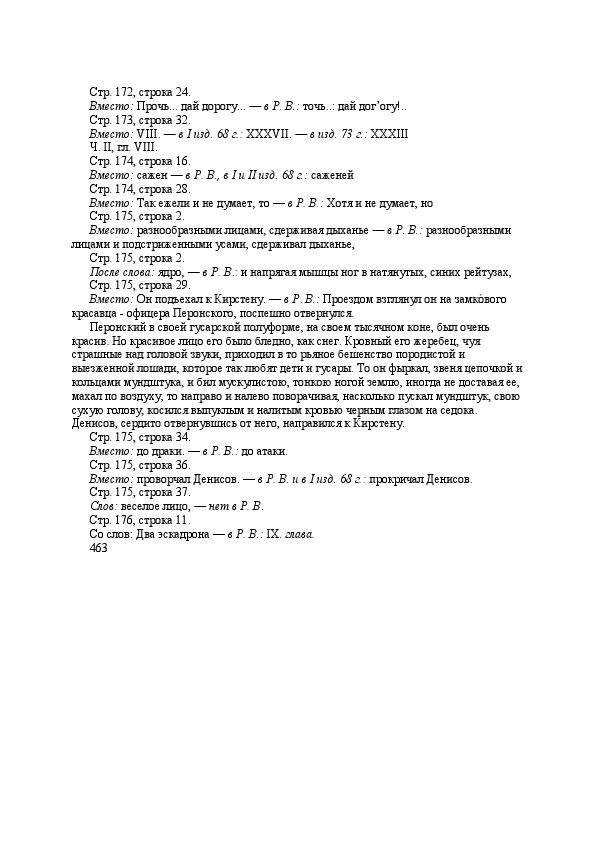 Стр. 172, строка 24.
Вместо: Прочь... дай дорогу... — в Р. В.: точь..: дай дог’огу!..
Стр. 173, строка 32.
Вместо: VIII. — в I изд. 68 г.: XXXVII. — в изд. 73 г.: XXXIII
Ч. II, гл. VIII.
Стр. 174, строка 16.
Вместо: сажен — в Р. В., в I и II изд. 68 г.: саженей
Стр. 174, строка 28.
Вместо: Так ежели и не думает, то — в Р. В.: Хотя и не думает, но
Стр. 175, строка 2.
Вместо: разнообразными лицами, сдерживая дыханье — в Р. В.: разнообразными
лицами и подстриженными усами, сдерживал дыханье,
Стр. 175, строка 2.
После слова: ядро, — в Р. В.: и напрягая мышцы ног в натянутых, синих рейтузах,
Стр. 175, строка 29.
Вместо: Он подъехал к Кирстену. — в Р. В.: Проездом взглянул он на замко́вого
красавца - офицера Перонского, поспешно отвернулся.
Перонский в своей гусарской полуформе, на своем тысячном коне, был очень
красив. Но красивое лицо его было бледно, как снег. Кровный его жеребец, чуя
страшные над головой звуки, приходил в то рьяное бешенство породистой и
выезженной лошади, которое так любят дети и гусары. То он фыркал, звеня цепочкой и
кольцами мундштука, и бил мускулистою, тонкою ногой землю, иногда не доставая ее,
махал по воздуху, то направо и налево поворачивая, насколько пускал мундштук, свою
сухую голову, косился выпуклым и налитым кровью черным глазом на седока.
Денисов, сердито отвернувшись от него, направился к Кирстену.
Стр. 175, строка 34.
Вместо: до драки. — в Р. В.: до атаки.
Стр. 175, строка 36.
Вместо: проворчал Денисов. — в Р. В. и в I изд. 68 г.: прокричал Денисов.
Стр. 175, строка 37.
Слов: веселое лицо, — нет в Р. В.
Стр. 176, строка 11.
Со слов: Два эскадрона — в Р. В.: IX. глава.
463